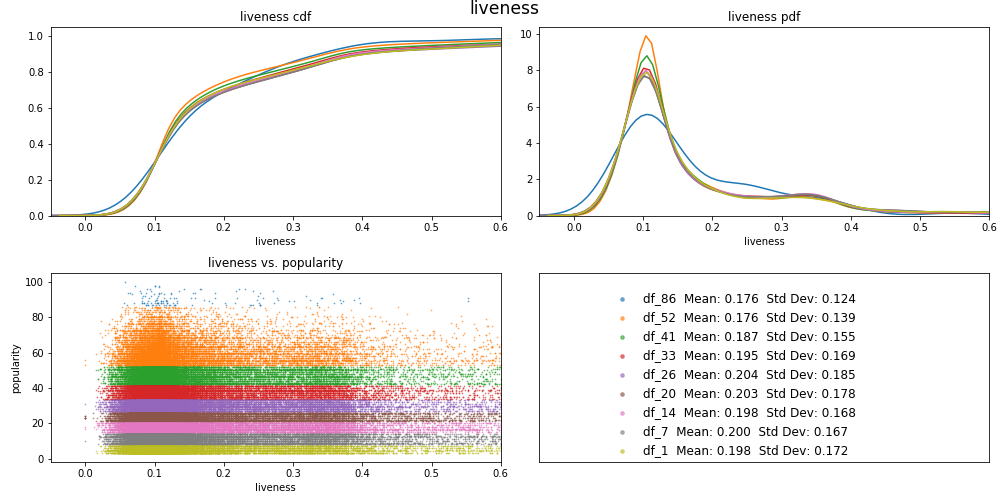 liveness
liveness cdf
1.0
0.8
0.6
0.4
0.2
0.0
0.0 0.1 0.2 0.3 0.4 0.5 0.6
liveness
liveness pdf
10
8
6
4
2
0
0.0 0.1 0.2 0.3 0.4 0.5 0.6
liveness
liveness vs. popularity
popularity
100
80
60
40
20
0
0.0 0.1 0.2 0.3 0.4 0.5 0.6
liveness
df_86 Mean: 0.176 Std Dev: 0.124
df_52 Mean: 0.176 Std Dev: 0.139
df_41 Mean: 0.187 Std Dev: 0.155
df_33 Mean: 0.195 Std Dev: 0.169
df_26 Mean: 0.204 Std Dev: 0.185
df_20 Mean: 0.203 Std Dev: 0.178
df_14 Mean: 0.198 Std Dev: 0.168
df_7 Mean: 0.200 Std Dev: 0.167
df_1 Mean: 0.198 Std Dev: 0.172